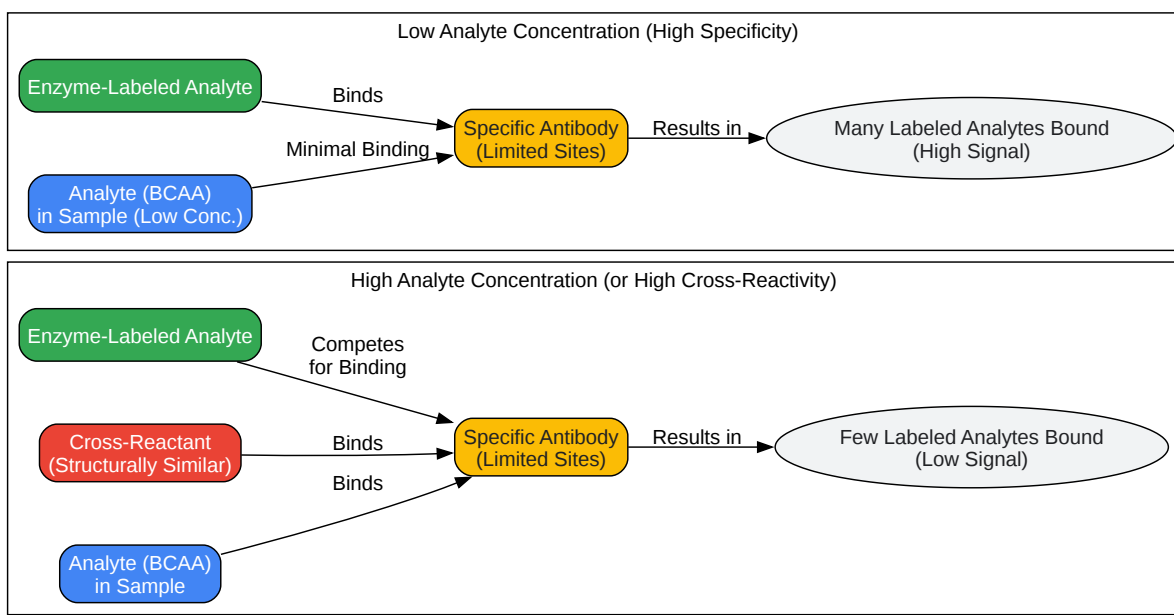 Low Analyte Concentration (High Specificity)
Enzyme-Labeled Analyte
Binds
Minimal Binding
Analyte (BCAA)
in Sample (Low Conc.)
Specific Antibody
(Limited Sites)
Results in
Many Labeled Analytes Bound
(High Signal)
High Analyte Concentration (or High Cross-Reactivity)
Enzyme-Labeled Analyte
Competes
for Binding
Cross-Reactant
(Structurally Similar)
Binds
Binds
Analyte (BCAA)
in Sample
Specific Antibody
(Limited Sites)
Results in
Few Labeled Analytes Bound
(Low Signal)